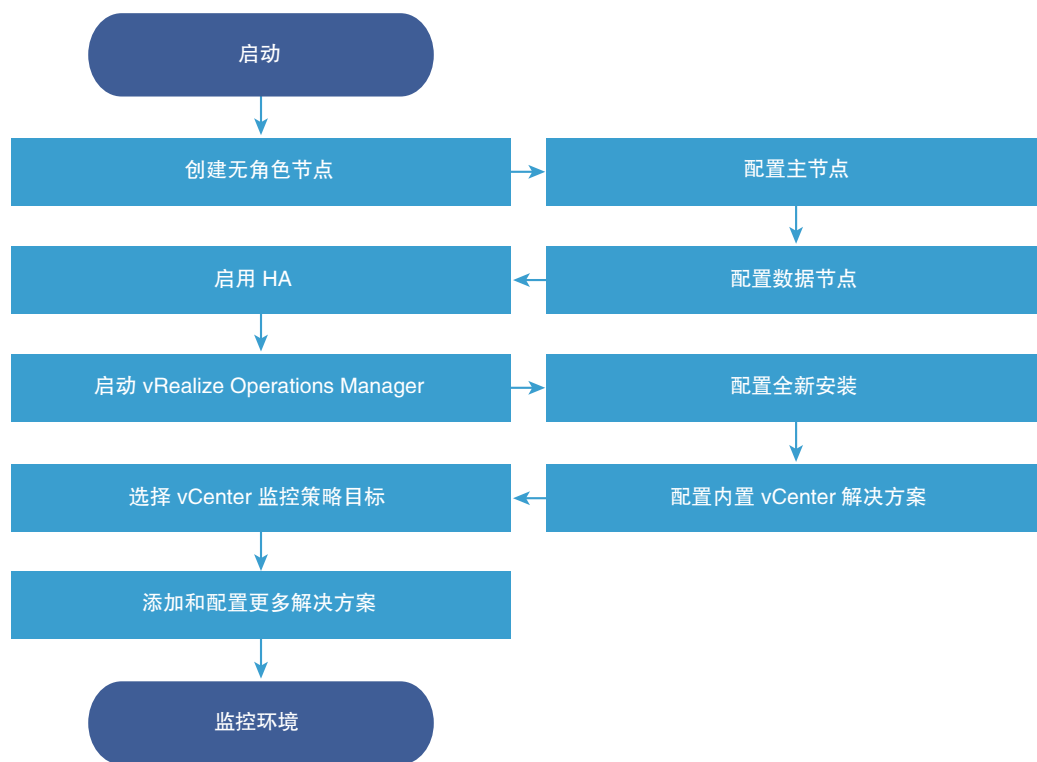 启动
创建无角色节点
配置主节点
启用 HA
配置数据节点
启动 vRealize Operations Manager
配置全新安装
选择 vCenter 监控策略目标
配置内置 vCenter 解决方案
添加和配置更多解决方案
监控环境